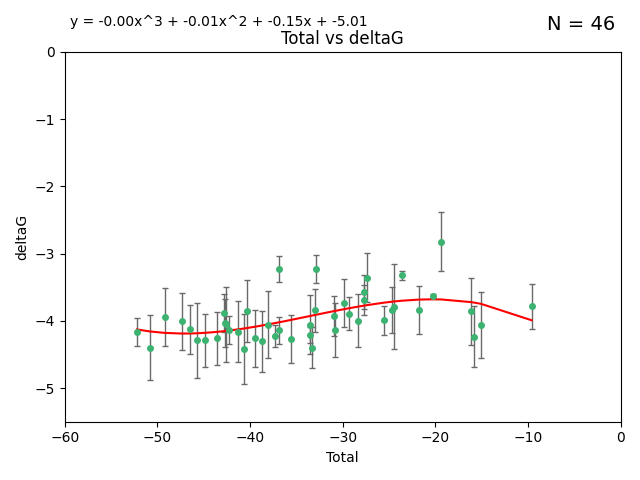 y = -0.00x^3 + -0.01x^2 + -0.15x + -5.01
N = 46
Total vs deltaG
0
−1
−2
−3
−4
−5
deltaG
−60 −50 −40 −30 −20 −10 0
Total